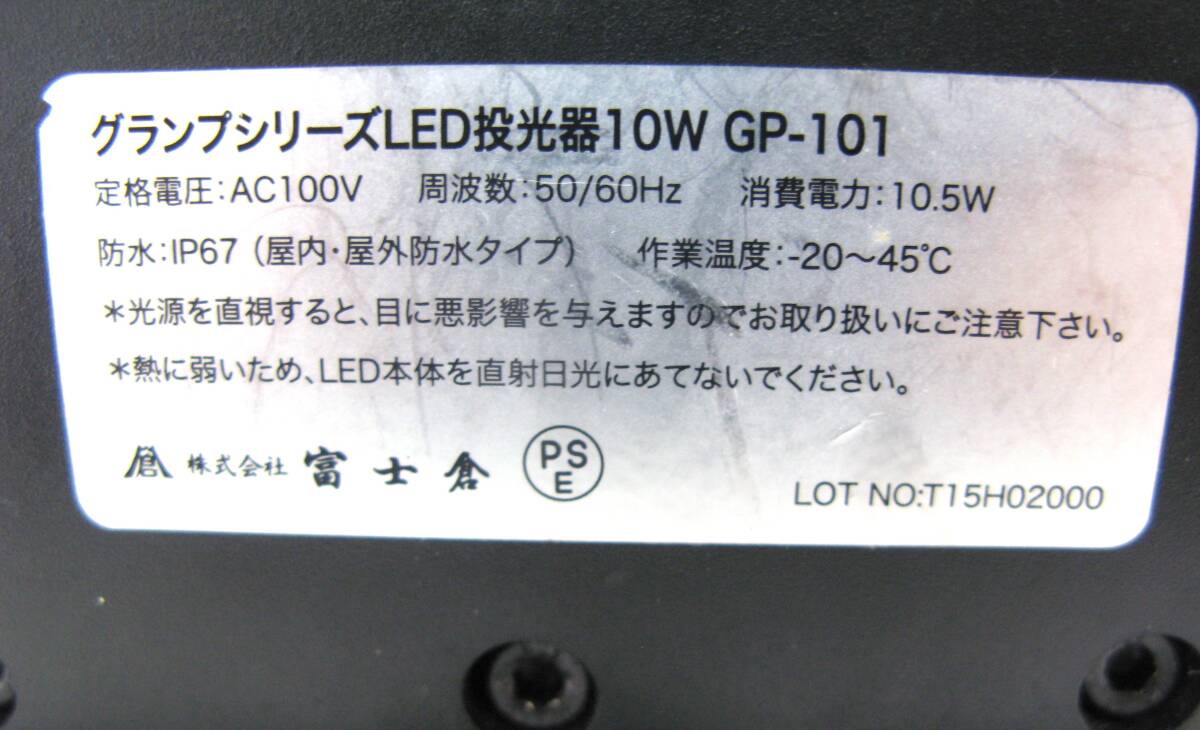 グランプシリーズLED投光器10W GP-101
定格電圧:AC100V 周波数:50/60Hz 消費電力:10.5W
防水:IP67（屋内・屋外防水タイプ） 作業温度:-20〜45℃
＊光源を直視すると、目に悪影響を与えますのでお取り扱いにご注意下さい。
＊熱に弱いため、LED本体を直射日光にあてないでください。
株式会社 富士倉 PSE
LOT NO:T15H02000